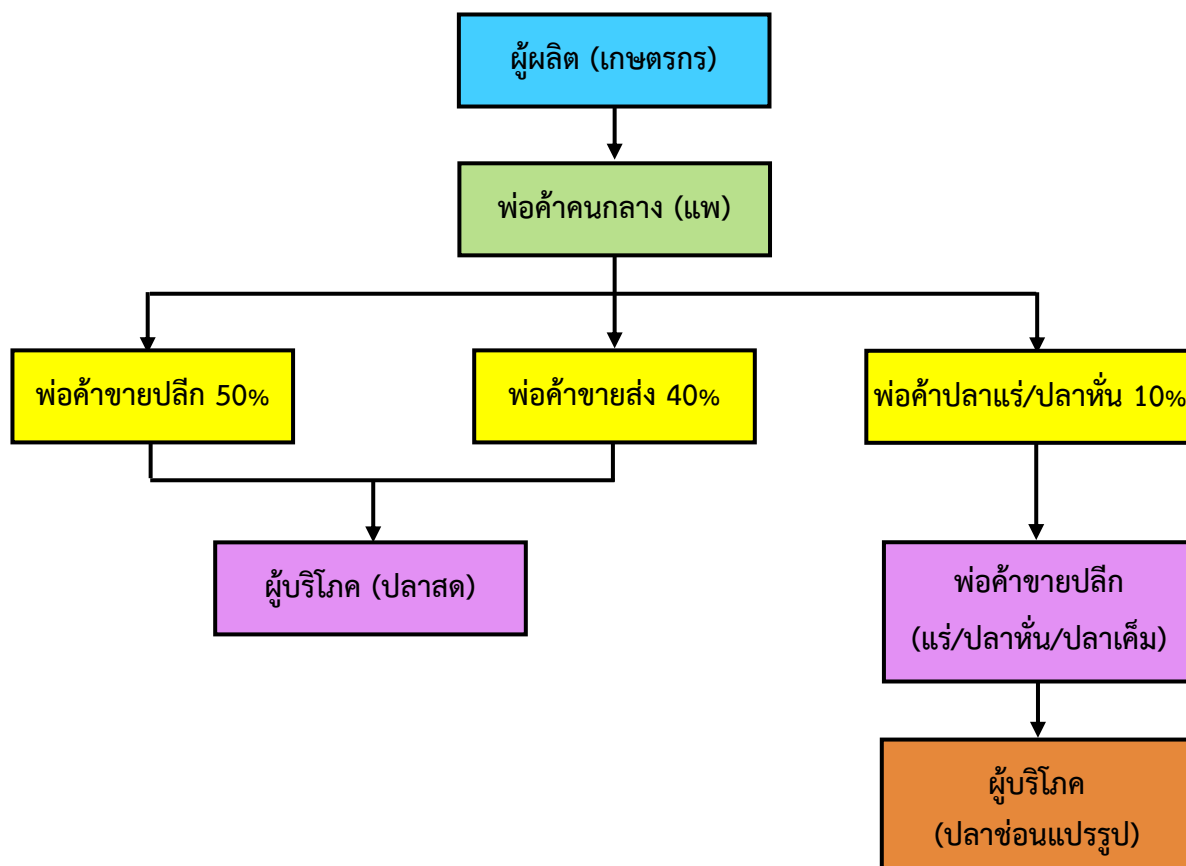 ผู้ผลิต (เกษตรกร)
พ่อค้าคนกลาง (แพ)
พ่อค้าขายปลีก 50%
พ่อค้าขายส่ง 40%
พ่อค้าปลาแร่/ปลาหั่น 10%
ผู้บริโภค (ปลาสด)
พ่อค้าขายปลีก
(แร่/ปลาหั่น/ปลาเค็ม)
ผู้บริโภค
(ปลาช่อนแปรรูป)